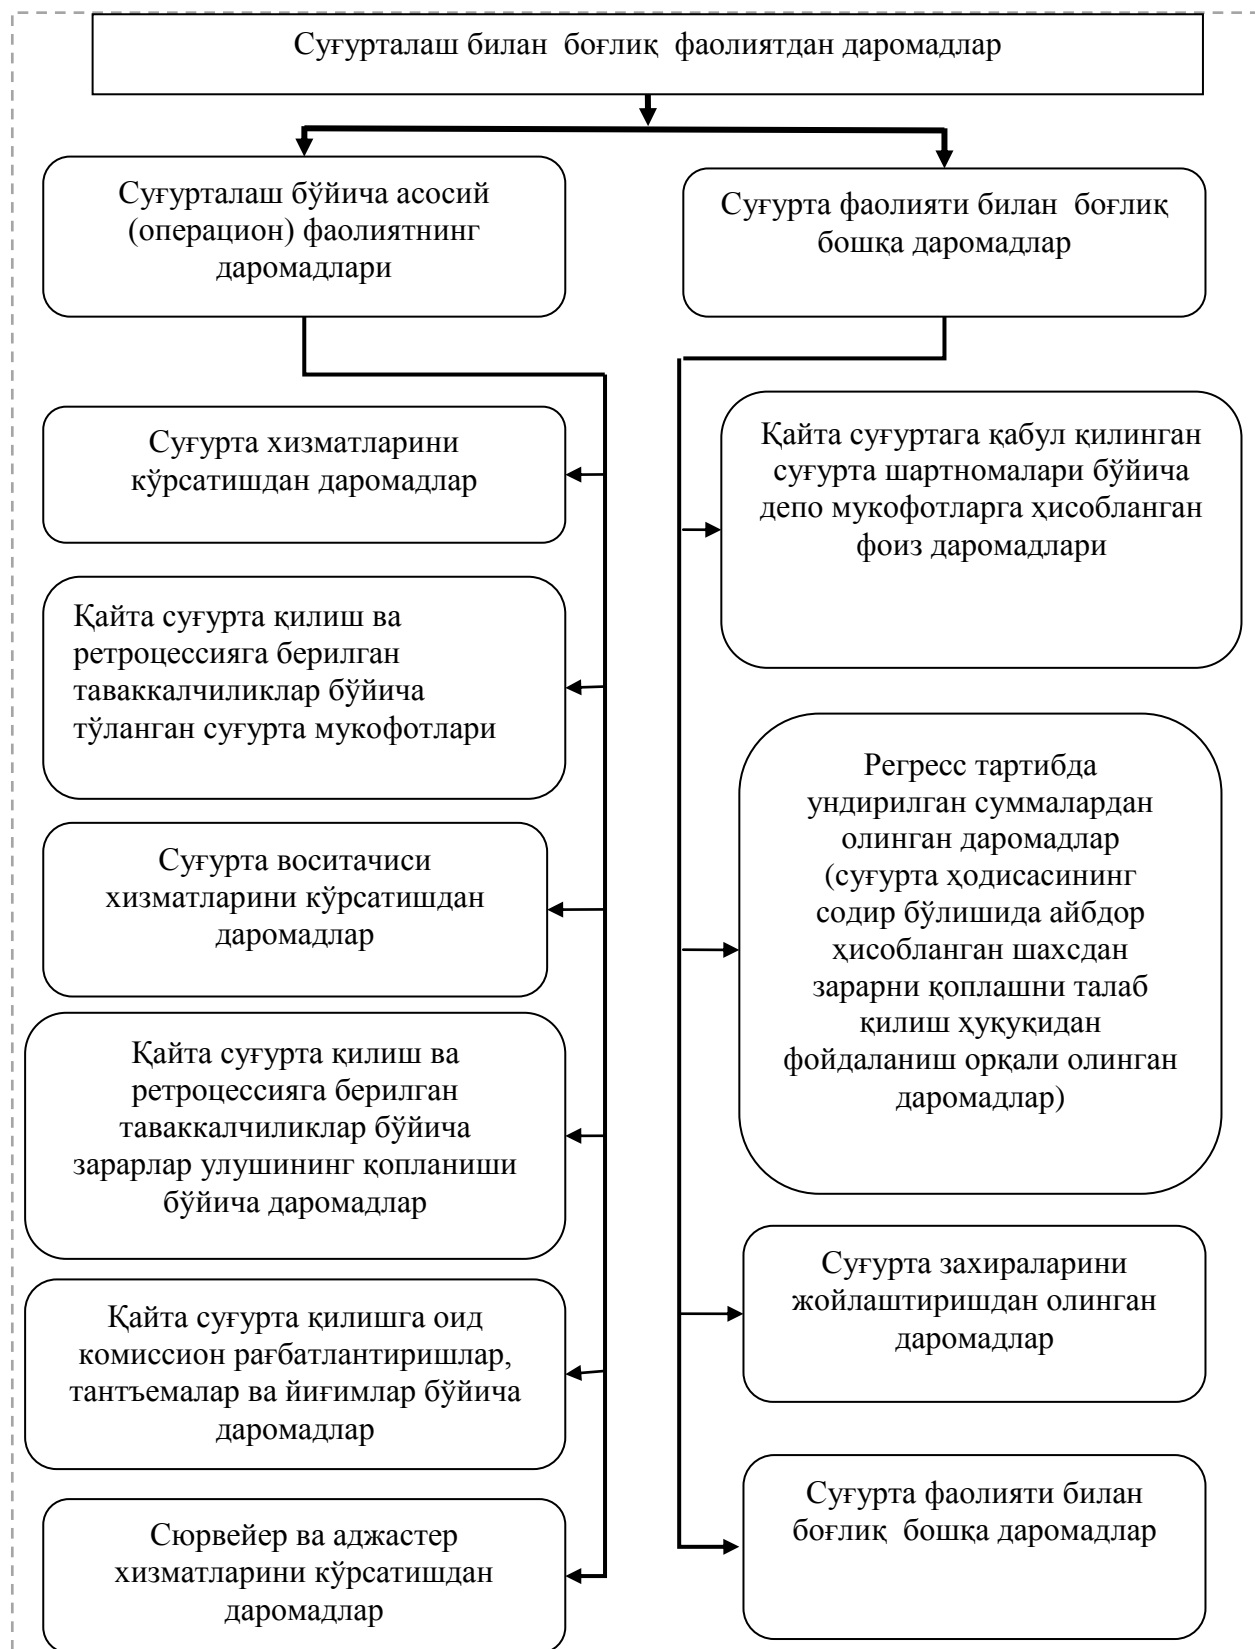 Суғурталаш билан боғлиқ фаолиятдан даромадлар
Суғурталаш бўйича асосий
(операцион) фаолиятнинг
даромадлари
Суғурта фаолияти билан боғлиқ
бошқа даромадлар
Суғурта хизматларини
кўрсатишдан даромадлар
Қайта суғурта қилиш ва
ретроцессияга берилган
таваккалчиликлар бўйича
тўланган суғурта мукофотлари
Суғурта воситачиси
хизматларини кўрсатишдан
даромадлар
Қайта суғурта қилиш ва
ретроцессияга берилган
таваккалчиликлар бўйича
зарарлар улушининг қопланиши
бўйича даромадлар
Қайта суғурта қилишга оид
комиссион рағбатлантиришлар,
тантъемалар ва йиғимлар бўйича
даромадлар
Сюрвейер ва аджастер
хизматларини кўрсатишдан
даромадлар
Қайта суғуртага қабул қилинган
суғурта шартномалари бўйича
депо мукофотларга ҳисобланган
фоиз даромадлари
Регресс тартибда
ундирилган суммалардан
олинган даромадлар
(суғурта ҳодисасининг
содир бўлишида айбдор
ҳисобланган шахсдан
зарарни қоплашни талаб
қилиш ҳуқуқидан
фойдаланиш орқали олинган
даромадлар)
Суғурта захираларини
жойлаштиришдан олинган
даромадлар
Суғурта фаолияти билан
боғлиқ бошқа даромадлар